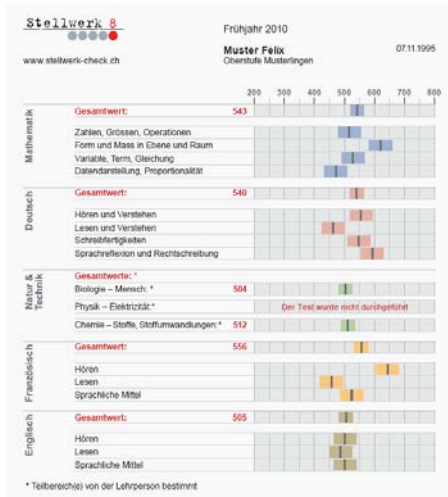 Stellwerk 8
Frühjahr 2010
www.stellwerk-check.ch
Muster Felix
07.11.1995
Oberstufe Musterlingen
200 300 400 500 600 700 800
Mathematik
Gesamtwert: 543
Zahlen, Grössen, Operationen
Form und Mass in Ebene und Raum
Variable, Term, Gleichung
Datendarstellung, Proportionalität
Deutsch
Gesamtwert: 540
Hören und Verstehen
Lesen und Verstehen
Schreibfertigkeiten
Sprachreflexion und Rechtschreibung
Natur & Technik
Gesamtwerte: *
Biologie – Mensch: * 504
Physik – Elektrizität:* Der Test wurde nicht durchgeführt
Chemie – Stoffe, Stoffumwandlungen:* 512
Französisch
Gesamtwert: 556
Hören
Lesen
Sprachliche Mittel
Englisch
Gesamtwert: 505
Hören
Lesen
Sprachliche Mittel
* Teilbereich(e) von der Lehrperson bestimmt